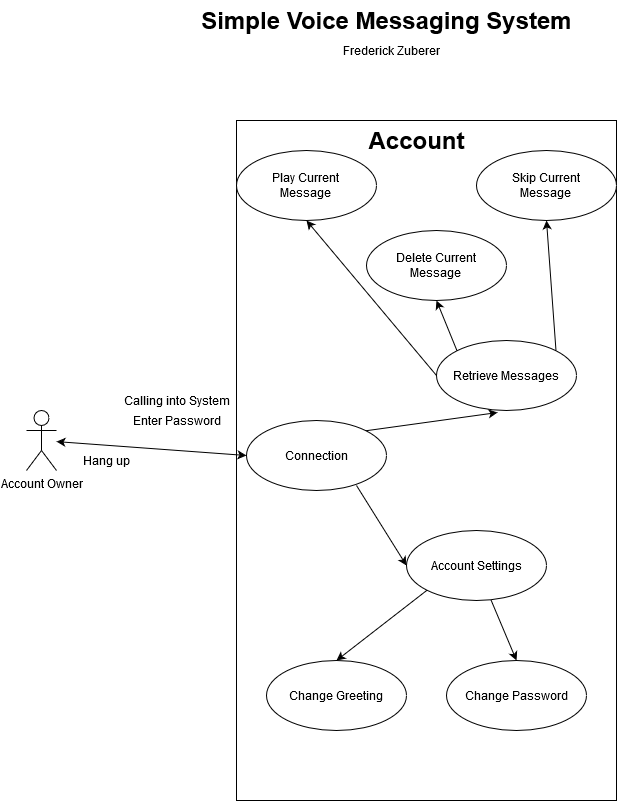 Simple Voice Messaging System
Frederick Zuberer
Account
Play Current
Message
Skip Current
Message
Delete Current
Message
Retrieve Messages
Calling into System
Enter Password
Hang up
Account Owner
Connection
Account Settings
Change Greeting
Change Password